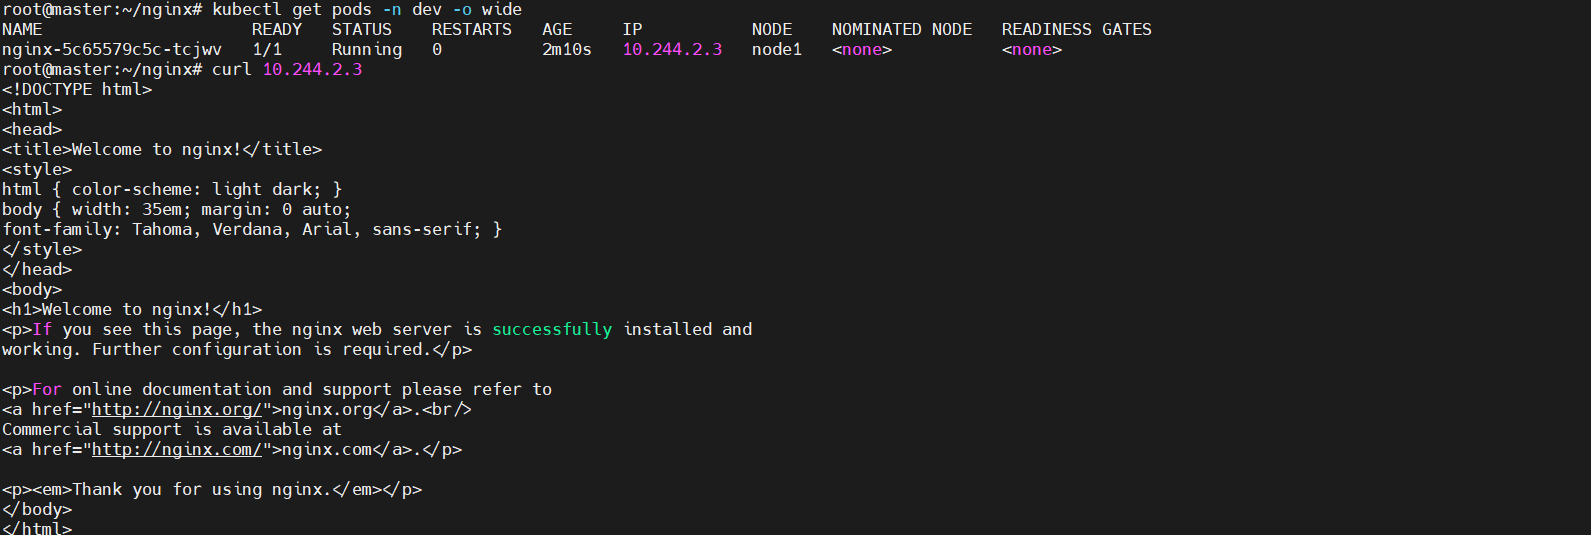 root@master:~/nginx# kubectl get pods -n dev -o wide
NAME                     READY   STATUS    RESTARTS   AGE     IP           NODE    NOMINATED NODE   READINESS GATES
nginx-5c65579c5c-tcjwv   1/1     Running   0          2m10s   10.244.2.3   node1   <none>           <none>
root@master:~/nginx# curl 10.244.2.3
<!DOCTYPE html>
<html>
<head>
<title>Welcome to nginx!</title>
<style>
html { color-scheme: light dark; }
body { width: 35em; margin: 0 auto;
font-family: Tahoma, Verdana, Arial, sans-serif; }
</style>
</head>
<body>
<h1>Welcome to nginx!</h1>
<p>If you see this page, the nginx web server is successfully installed and
working. Further configuration is required.</p>

<p>For online documentation and support please refer to
<a href="http://nginx.org/">nginx.org</a>.<br/>
Commercial support is available at
<a href="http://nginx.com/">nginx.com</a>.</p>

<p><em>Thank you for using nginx.</em></p>
</body>
</html>